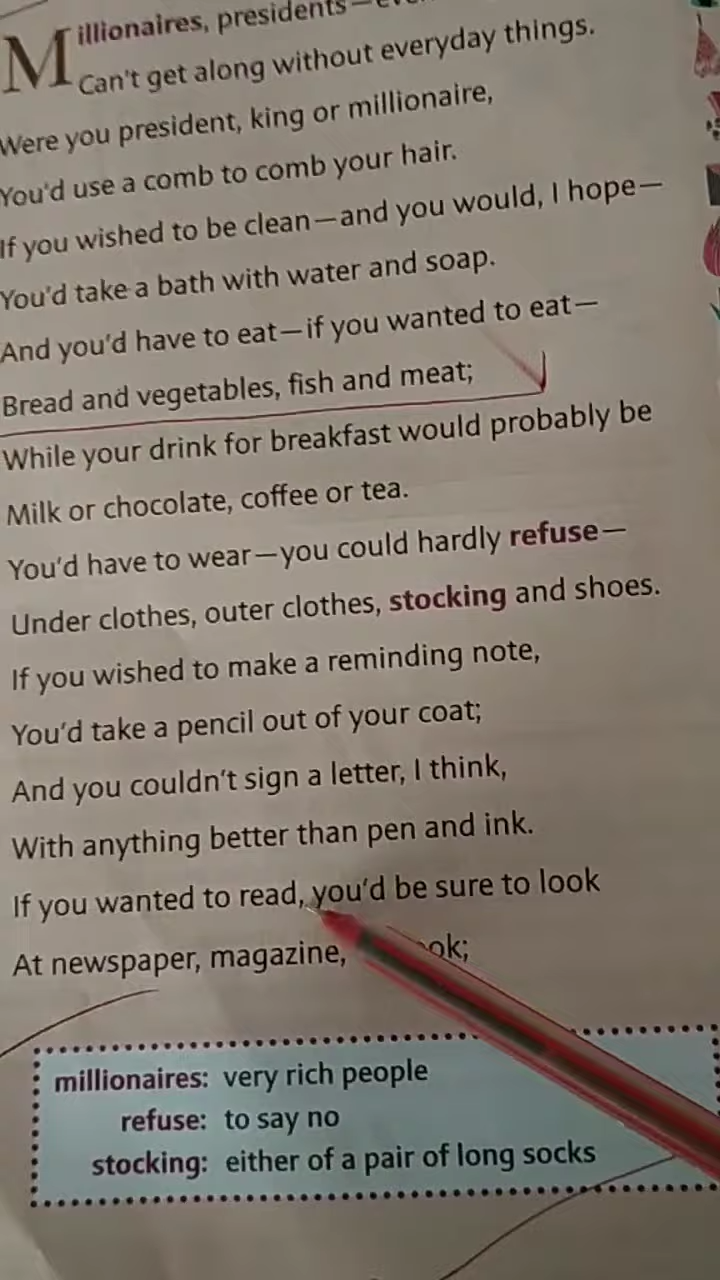 Millionaires, presidents—
Can't get along without everyday things.
Were you president, king or millionaire,
You'd use a comb to comb your hair.
If you wished to be clean—and you would, I hope—
You'd take a bath with water and soap.
And you'd have to eat—if you wanted to eat—
Bread and vegetables, fish and meat;
While your drink for breakfast would probably be
Milk or chocolate, coffee or tea.
You'd have to wear—you could hardly refuse—
Under clothes, outer clothes, stocking and shoes.
If you wished to make a reminding note,
You'd take a pencil out of your coat;
And you couldn't sign a letter, I think,
With anything better than pen and ink.
If you wanted to read, you'd be sure to look
At newspaper, magazine,
millionaires: very rich people
refuse: to say no
stocking: either of a pair of long socks